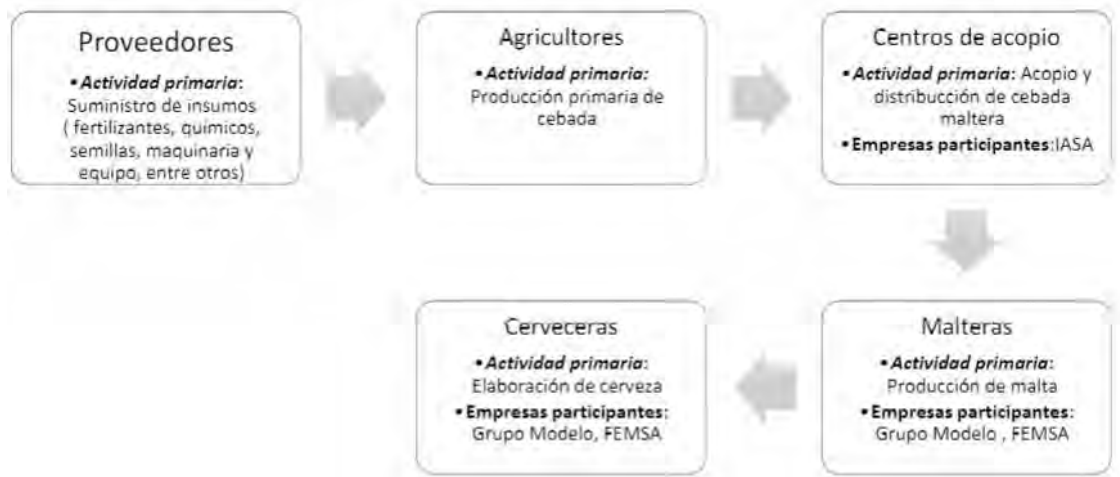 Proveedores
•Actividad primaria:
Suministro de insumos
( fertilizantes, quimicos,
semillas, maquinaria y
equipo, entre otros)
Agricultores
•Actividad primaria:
Producción primaria de
cebada
Centros de acopio
•Actividad primaria: Acopio y
distribucción de cebada
maltera
•Empresas participantes:IASA
Cerveceras
•Actividad primaria:
Elaboración de cerveza
•Empresas participantes:
Grupo Modelo, FEMSA
Malteras
•Actividad primaria:
Producción de malta
•Empresas participantes:
Grupo Modelo , FEMSA